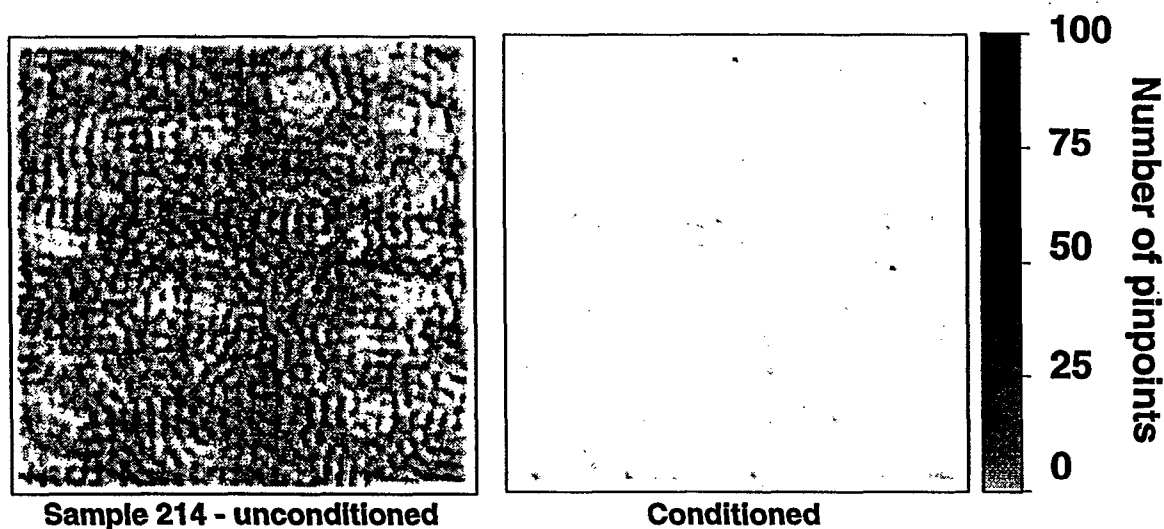 100
75
50
25
0
Number of pinpoints
Sample 214 - unconditioned
Conditioned